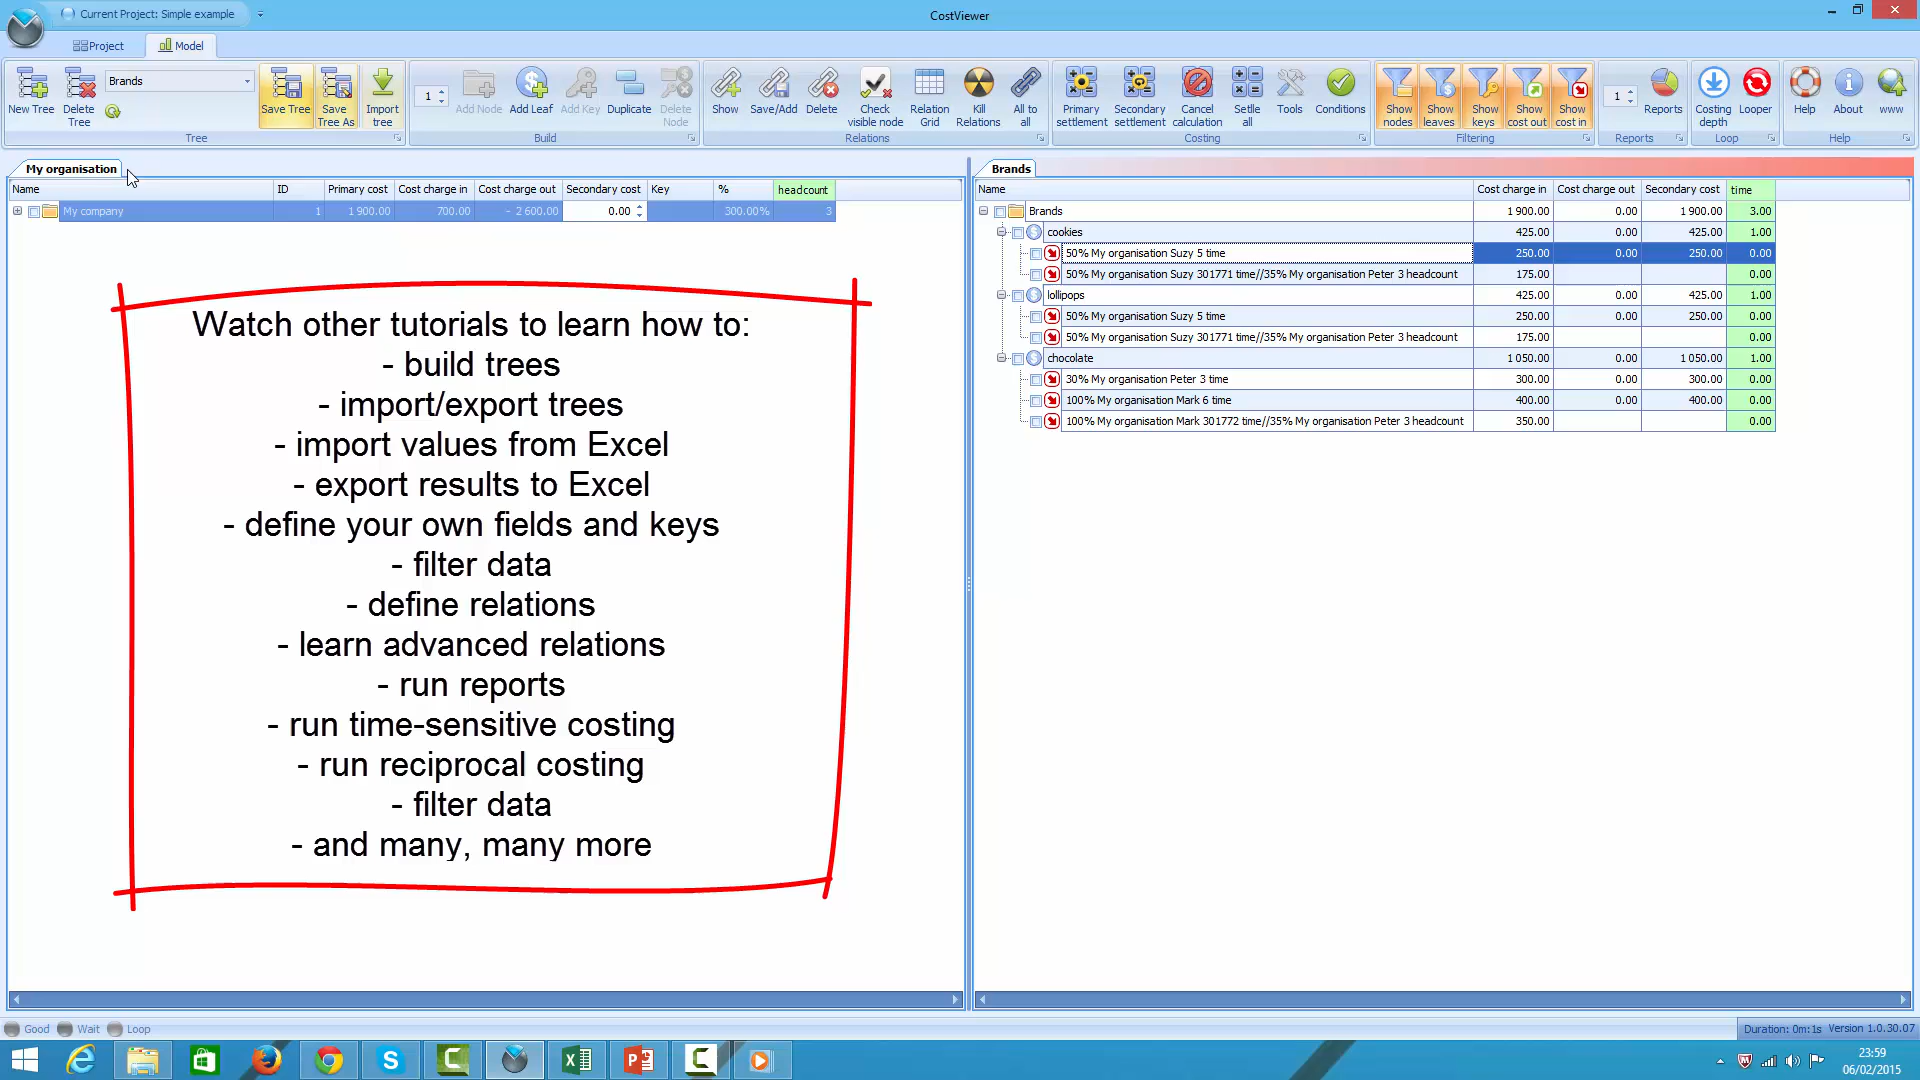 Current Project: Simple example
CostViewer
Project
Model
New Tree
Delete Tree
Brands
Save Tree
Save Tree As
Import tree
Tree
1
Add Node
Add Leaf
Add Key
Duplicate
Delete Node
Build
Show
Save/Add
Delete
Check visible node
Relation Grid
Kill Relations
All to all
Relations
Primary settlement
Secondary settlement
Cancel calculation
Setlle all
Tools
Conditions
Costing
Show nodes
Show leaves
Show keys
Show cost out
Show cost in
Filtering
1
Reports
Reports
Costing depth
Looper
Loop
Help
About
www
Help
My organisation
Name ID Primary cost Cost charge in Cost charge out Secondary cost Key % headcount
My company 1 1 900.00 700.00 - 2 600.00 0.00 300.00% 3
Watch other tutorials to learn how to:
- build trees
- import/export trees
- import values from Excel
- export results to Excel
- define your own fields and keys
- filter data
- define relations
- learn advanced relations
- run reports
- run time-sensitive costing
- run reciprocal costing
- filter data
- and many, many more
Brands
Name Cost charge in Cost charge out Secondary cost time
Brands 1 900.00 0.00 1 900.00 3.00
cookies 425.00 0.00 425.00 1.00
50% My organisation Suzy 5 time 250.00 0.00 250.00 0.00
50% My organisation Suzy 301771 time//35% My organisation Peter 3 headcount 175.00 0.00
lollipops 425.00 0.00 425.00 1.00
50% My organisation Suzy 5 time 250.00 0.00 250.00 0.00
50% My organisation Suzy 301771 time//35% My organisation Peter 3 headcount 175.00 0.00
chocolate 1 050.00 0.00 1 050.00 1.00
30% My organisation Peter 3 time 300.00 0.00 300.00 0.00
100% My organisation Mark 6 time 400.00 0.00 400.00 0.00
100% My organisation Mark 301772 time//35% My organisation Peter 3 headcount 350.00 0.00
Good Wait Loop
Duration: 0m:1s Version 1.0.30.07
23:59
06/02/2015